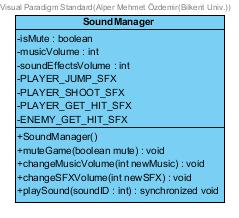 Visual Paradigm Standard(Alper Mehmet Özdemir(Bilkent Univ.))
SoundManager
-isMute : boolean
-musicVolume : int
-soundEffectsVolume : int
-PLAYER_JUMP_SFX
-PLAYER_SHOOT_SFX
-PLAYER_GET_HIT_SFX
-ENEMY_GET_HIT_SFX
+SoundManager()
+muteGame(boolean mute) : void
+changeMusicVolume(int newMusic) : void
+changeSFXVolume(int newSFX) : void
+playSound(soundID : int) : synchronized void